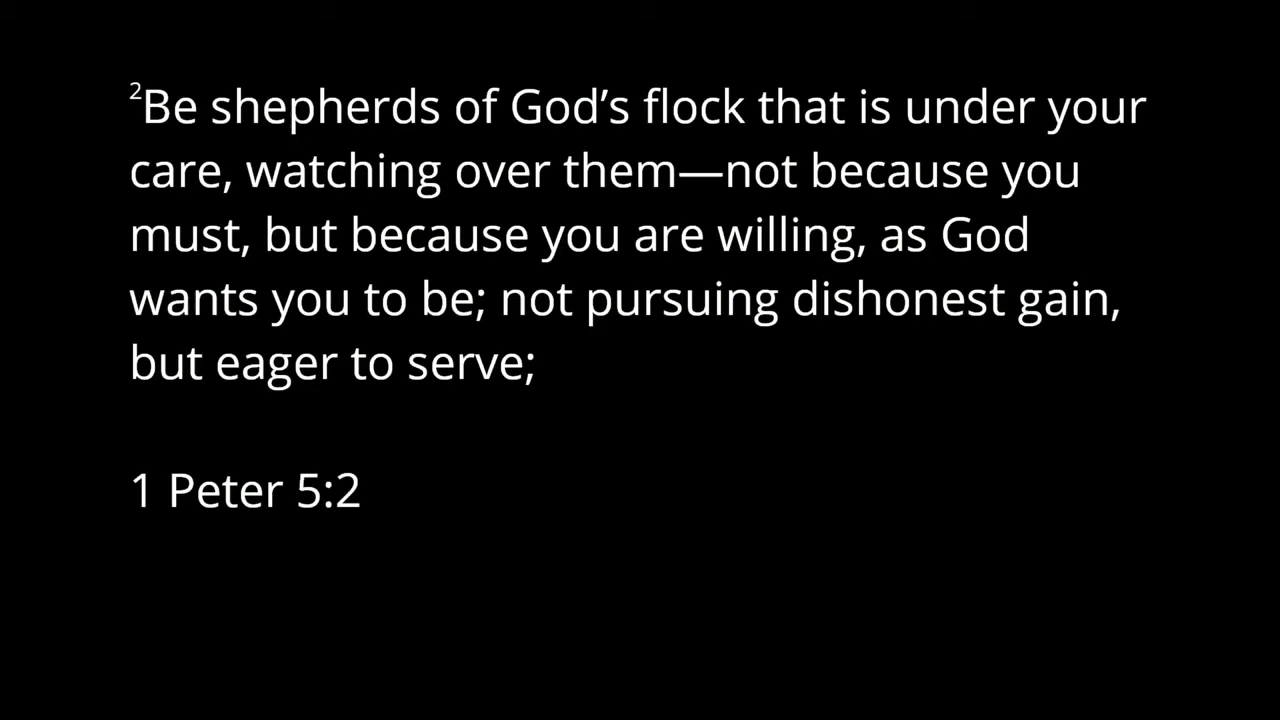 ²Be shepherds of God’s flock that is under your
care, watching over them—not because you
must, but because you are willing, as God
wants you to be; not pursuing dishonest gain,
but eager to serve;
1 Peter 5:2